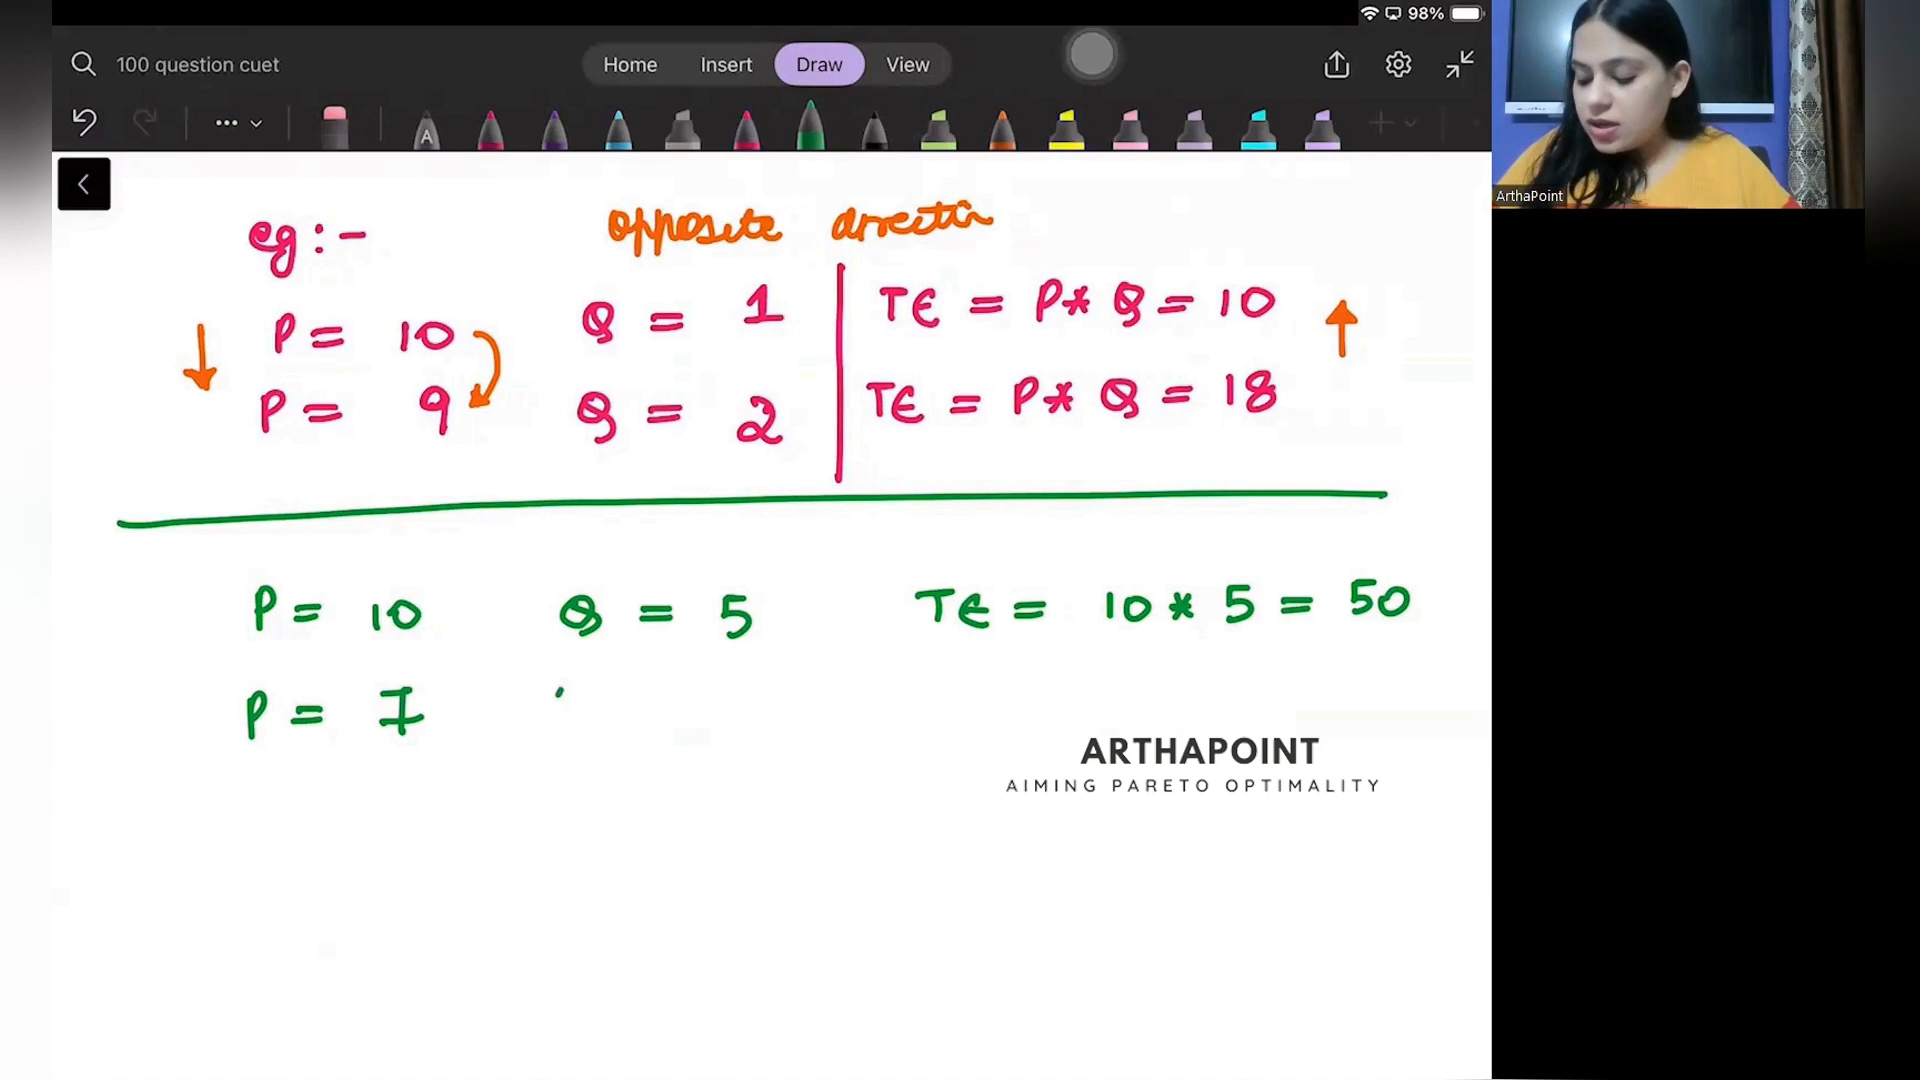 98%
100 question cuet
Home Insert Draw View
A
ArthaPoint
eg :-
opposite direction
P = 10 Q = 1 TE = P* Q = 10
P = 9 Q = 2 TE = P* Q = 18
P = 10 Q = 5 TE = 10 * 5 = 50
P = 7
ARTHAPOINT
AIMING PARETO OPTIMALITY